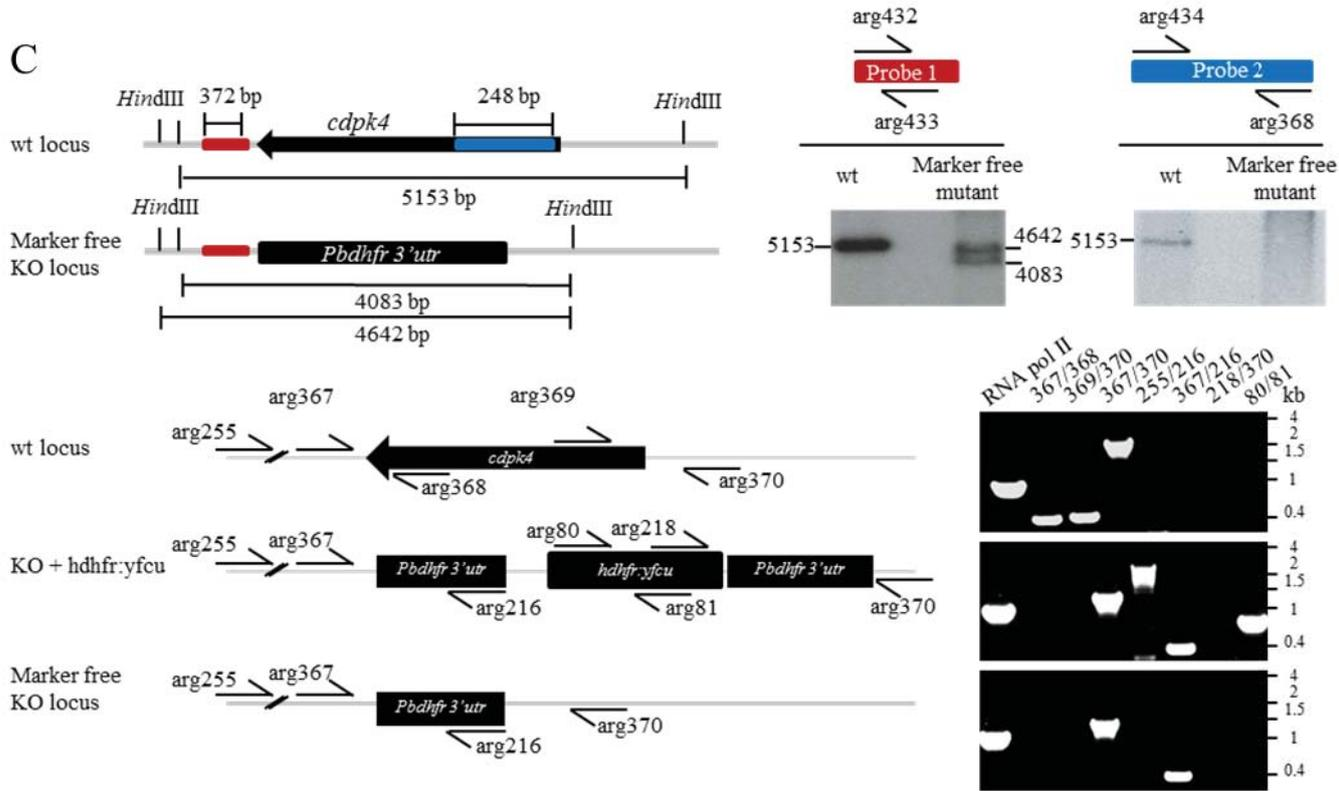 C
HindIII
372 bp
cdpk4
248 bp
HindIII
wt locus
5153 bp
HindIII
HindIII
Marker free
KO locus
Pbdhfr 3'utr
4083 bp
4642 bp
arg432
Probe 1
arg433
wt
Marker free
mutant
5153
4642
4083
arg434
Probe 2
arg368
wt
Marker free
mutant
5153
arg367
arg369
arg255
wt locus
cdpk4
arg368
arg370
arg80
arg218
arg255
arg367
KO + hdhfr:yfcu
Pbdhfr 3'utr
hdhfr:yfcu
Pbdhfr 3'utr
arg216
arg81
arg370
Marker free
KO locus
arg255
arg367
Pbdhfr 3'utr
arg370
arg216
RNA pol II
367/368
369/370
367/370
255/216
367/216
218/370
80/81
kb
4
2
1.5
1
0.4
4
2
1.5
1
0.4
4
2
1.5
1
0.4